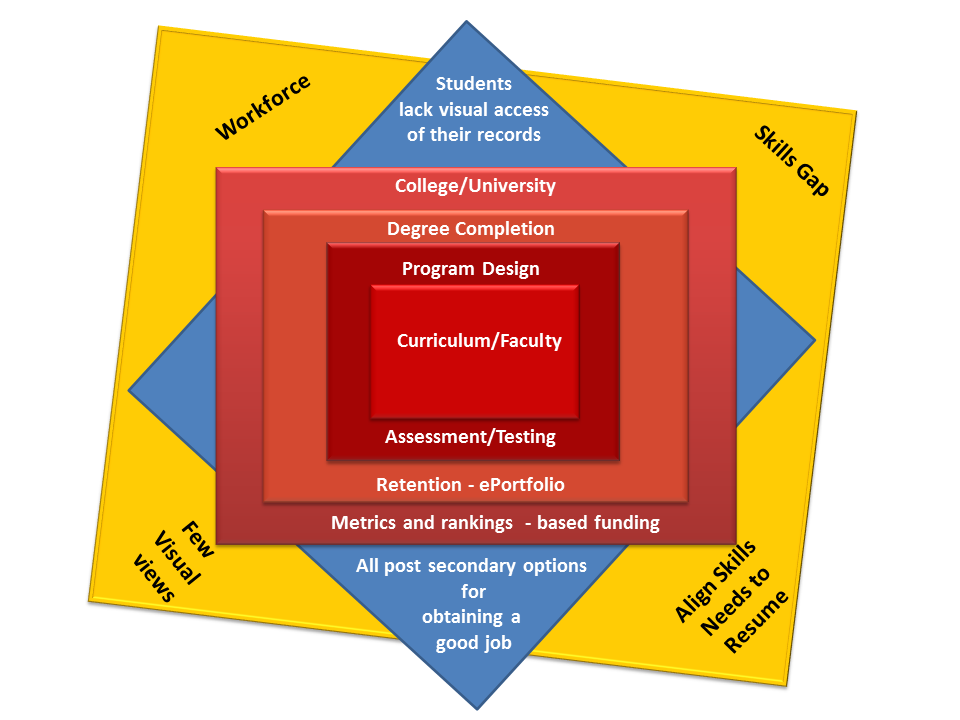 Students
lack visual access
of their records
Workforce
Skills Gap
College/University
Degree Completion
Program Design
Curriculum/Faculty
Assessment/Testing
Retention - ePortfolio
Metrics and rankings  - based funding
Few
Visual
views
All post secondary options
for
obtaining a
good job
Align Skills
Needs to
Resume